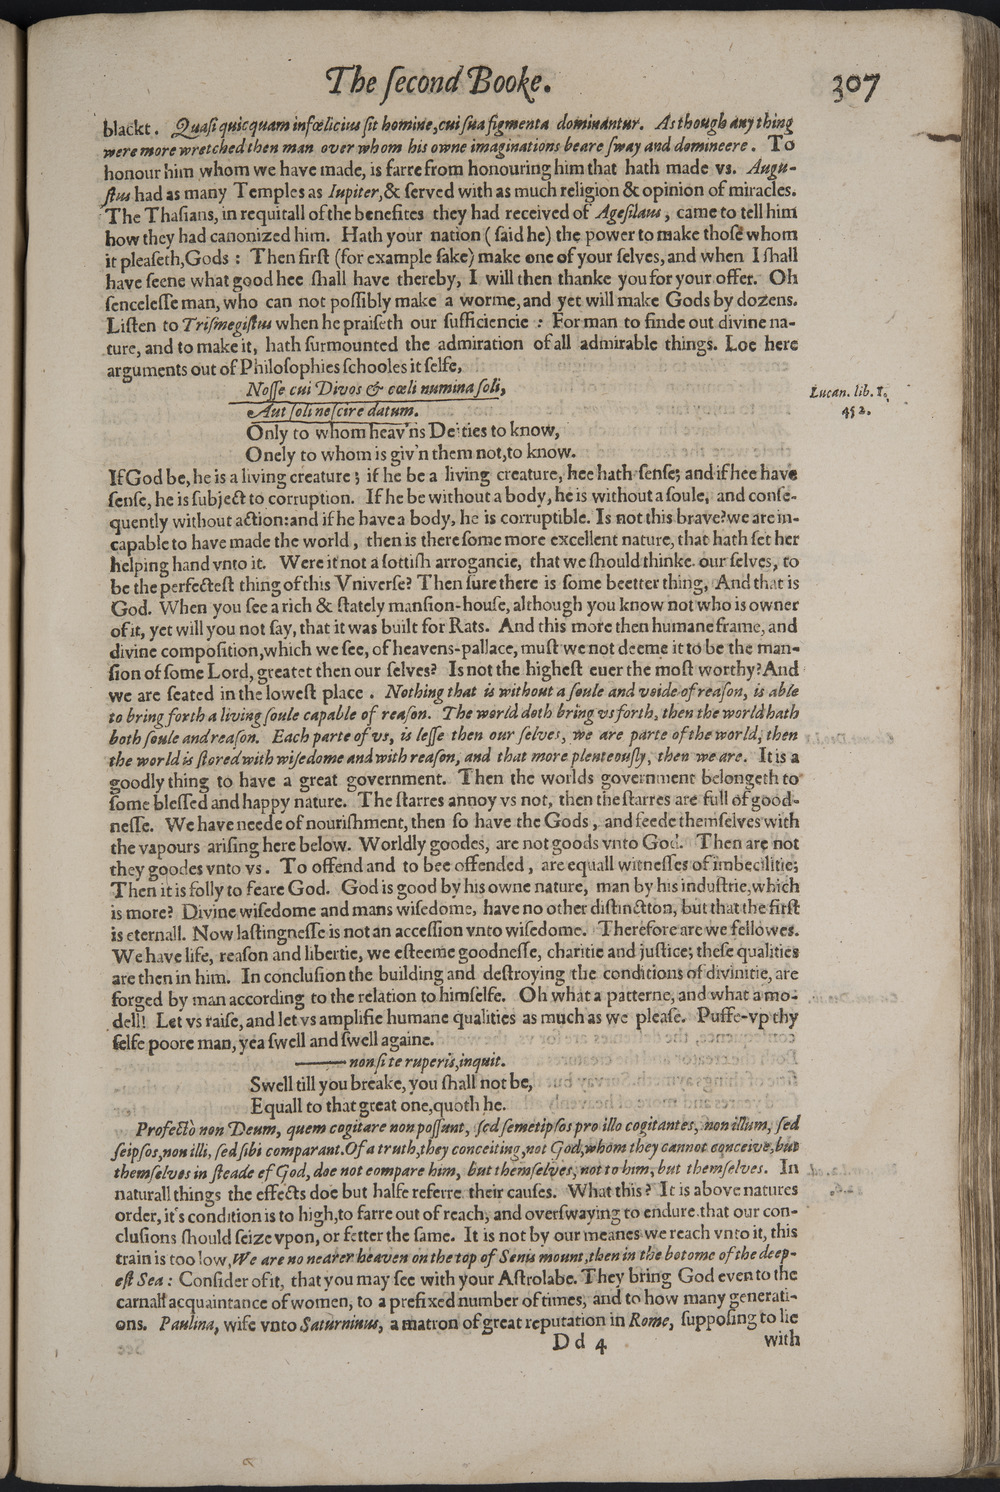 The ſecond Booke.
307
blackt. Quaſi quicquam infœlicius ſit homine, cui ſua figmenta dominantur. As though any thing
were more wretched then man over whom his owne imaginations beare ſway and domineere. To
honour him whom we have made, is farre from honouring him that hath made vs. Augu-
ſtus had as many Temples as Iupiter, & ſerved with as much religion & opinion of miracles.
The Thaſians, in requitall of the benefites they had received of Ageſilaus, came to tell him
how they had canonized him. Hath your nation (ſaid he) the power to make thoſe whom
it pleaſeth, Gods: Then firſt (for example ſake) make one of your ſelves, and when I ſhall
have ſeene what good hee ſhall have thereby, I will then thanke you for your offer. Oh
ſenceleſſe man, who can not poſſibly make a worme, and yet will make Gods by dozens.
Liſten to Triſmegiſtus when he praiſeth our ſufficiencie: For man to finde out divine na-
ture, and to make it, hath ſurmounted the admiration of all admirable things. Loe here
arguments out of Philoſophies ſchooles it ſelfe,
Noſſe cui Divos & cœli numina ſoli,
Aut ſoli neſcire datum.
Lucan. lib. I.
452.
Only to whom heav'ns Deities to know,
Onely to whom is giv'n them not, to know.
If God be, he is a living creature; if he be a living creature, hee hath ſenſe; and if hee have
ſenſe, he is ſubject to corruption. If he be without a body, he is without a ſoule, and conſe-
quently without action: and if he have a body, he is corruptible. Is not this brave? we are in-
capable to have made the world, then is there ſome more excellent nature, that hath ſet her
helping hand vnto it. Were it not a ſottiſh arrogancie, that we ſhould thinke our ſelves, to
be the perfecteſt thing of this Vniverſe? Then ſure there is ſome beetter thing, And that is
God. When you ſee a rich & ſtately manſion-houſe, although you know not who is owner
of it, yet will you not ſay, that it was built for Rats. And this more then humane frame, and
divine compoſition, which we ſee, of heavens-pallace, muſt we not deeme it to be the man-
ſion of ſome Lord, greatet then our ſelves? Is not the higheſt euer the moſt worthy? And
we are ſeated in the loweſt place. Nothing that is without a ſoule and voide of reaſon, is able
to bring forth a living ſoule capable of reaſon. The world doth bring vs forth, then the world hath
both ſoule and reaſon. Each parte of vs, is leſſe then our ſelves, we are parte of the world, then
the world is ſtored with wiſedome and with reaſon, and that more plenteouſly, then we are. It is a
goodly thing to have a great government. Then the worlds government belongeth to
ſome bleſſed and happy nature. The ſtarres annoy vs not, then the ſtarres are full of good-
neſſe. We have neede of nouriſhment, then ſo have the Gods, and feede themſelves with
the vapours ariſing here below. Worldly goodes, are not goods vnto God. Then are not
they goodes vnto vs. To offend and to bee offended, are equall witneſſes of imbecilitie;
Then it is folly to feare God. God is good by his owne nature, man by his induſtrie, which
is more? Divine wiſedome and mans wiſedome, have no other diſtinctton, but that the firſt
is eternall. Now laſtingneſſe is not an acceſſion vnto wiſedome. Therefore are we fellowes.
We have life, reaſon and libertie, we eſteeme goodneſſe, charitie and juſtice; theſe qualities
are then in him. In concluſion the building and deſtroying the conditions of divinitie, are
forged by man according to the relation to himſelfe. Oh what a patterne, and what a mo-
dell! Let vs raiſe, and let vs amplifie humane qualities as much as we pleaſe. Puffe-vp thy
ſelfe poore man, yea ſwell and ſwell againe.
—— non ſi te ruperis, inquit.
Swell till you breake, you ſhall not be,
Equall to that great one, quoth he.
Profectò non Deum, quem cogitare non poſſunt, ſed ſemetipſos pro illo cogitantes, non illum, ſed
ſeipſos, non illi, ſed ſibi comparant. Of a truth, they conceiting, not God, whom they cannot conceive, but
themſelves in ſteade ef God, doe not eompare him, but themſelves, not to him, but themſelves. In
naturall things the effects doe but halfe referre their cauſes. What this? It is above natures
order, it's condition is to high, to farre out of reach, and overſwaying to endure that our con-
cluſions ſhould ſeize vpon, or fetter the ſame. It is not by our meanes we reach vnto it, this
train is too low, We are no nearer heaven on the top of Senis mount, then in the botome of the deep-
eſt Sea: Conſider of it, that you may ſee with your Aſtrolabe. They bring God even to the
carnall acquaintance of women, to a prefixed number of times, and to how many generati-
ons. Paulina, wife vnto Saturninus, a matron of great reputation in Rome, ſuppoſing to lie
D d 4
with